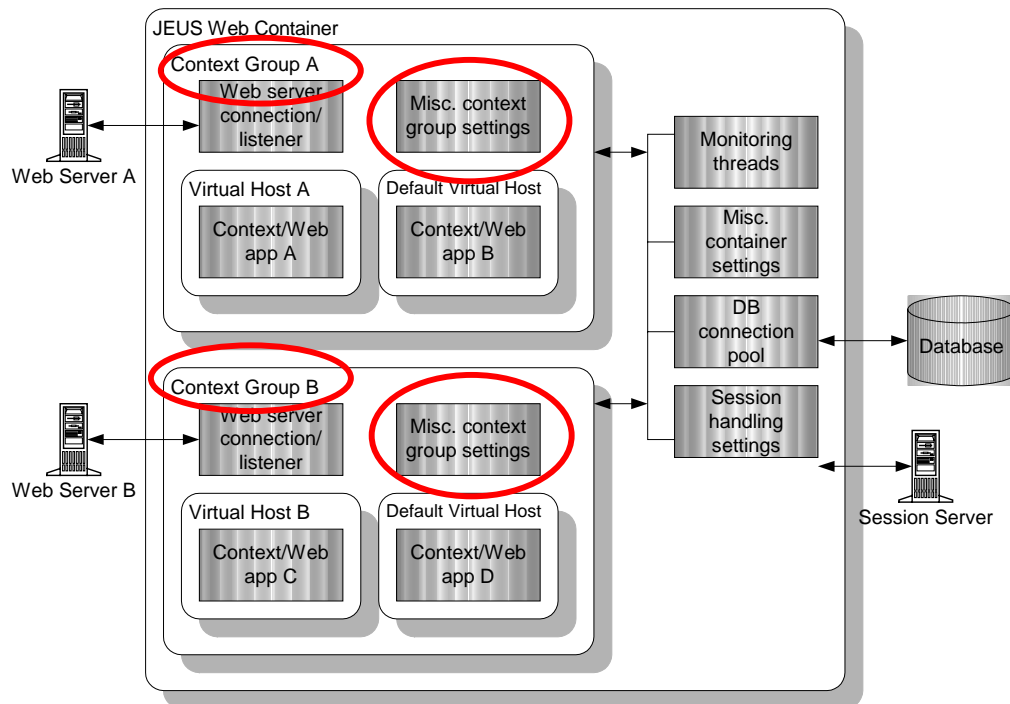 JEUS Web Container
Context Group A
Web server
connection/
listener
Misc. context
group settings
Web Server A
Virtual Host A
Context/Web
app A
Default Virtual Host
Context/Web
app B
Context Group B
Web server
connection/
listener
Misc. context
group settings
Web Server B
Virtual Host B
Context/Web
app C
Default Virtual Host
Context/Web
app D
Monitoring
threads
Misc.
container
settings
DB
connection
pool
Session
handling
settings
Database
Session Server